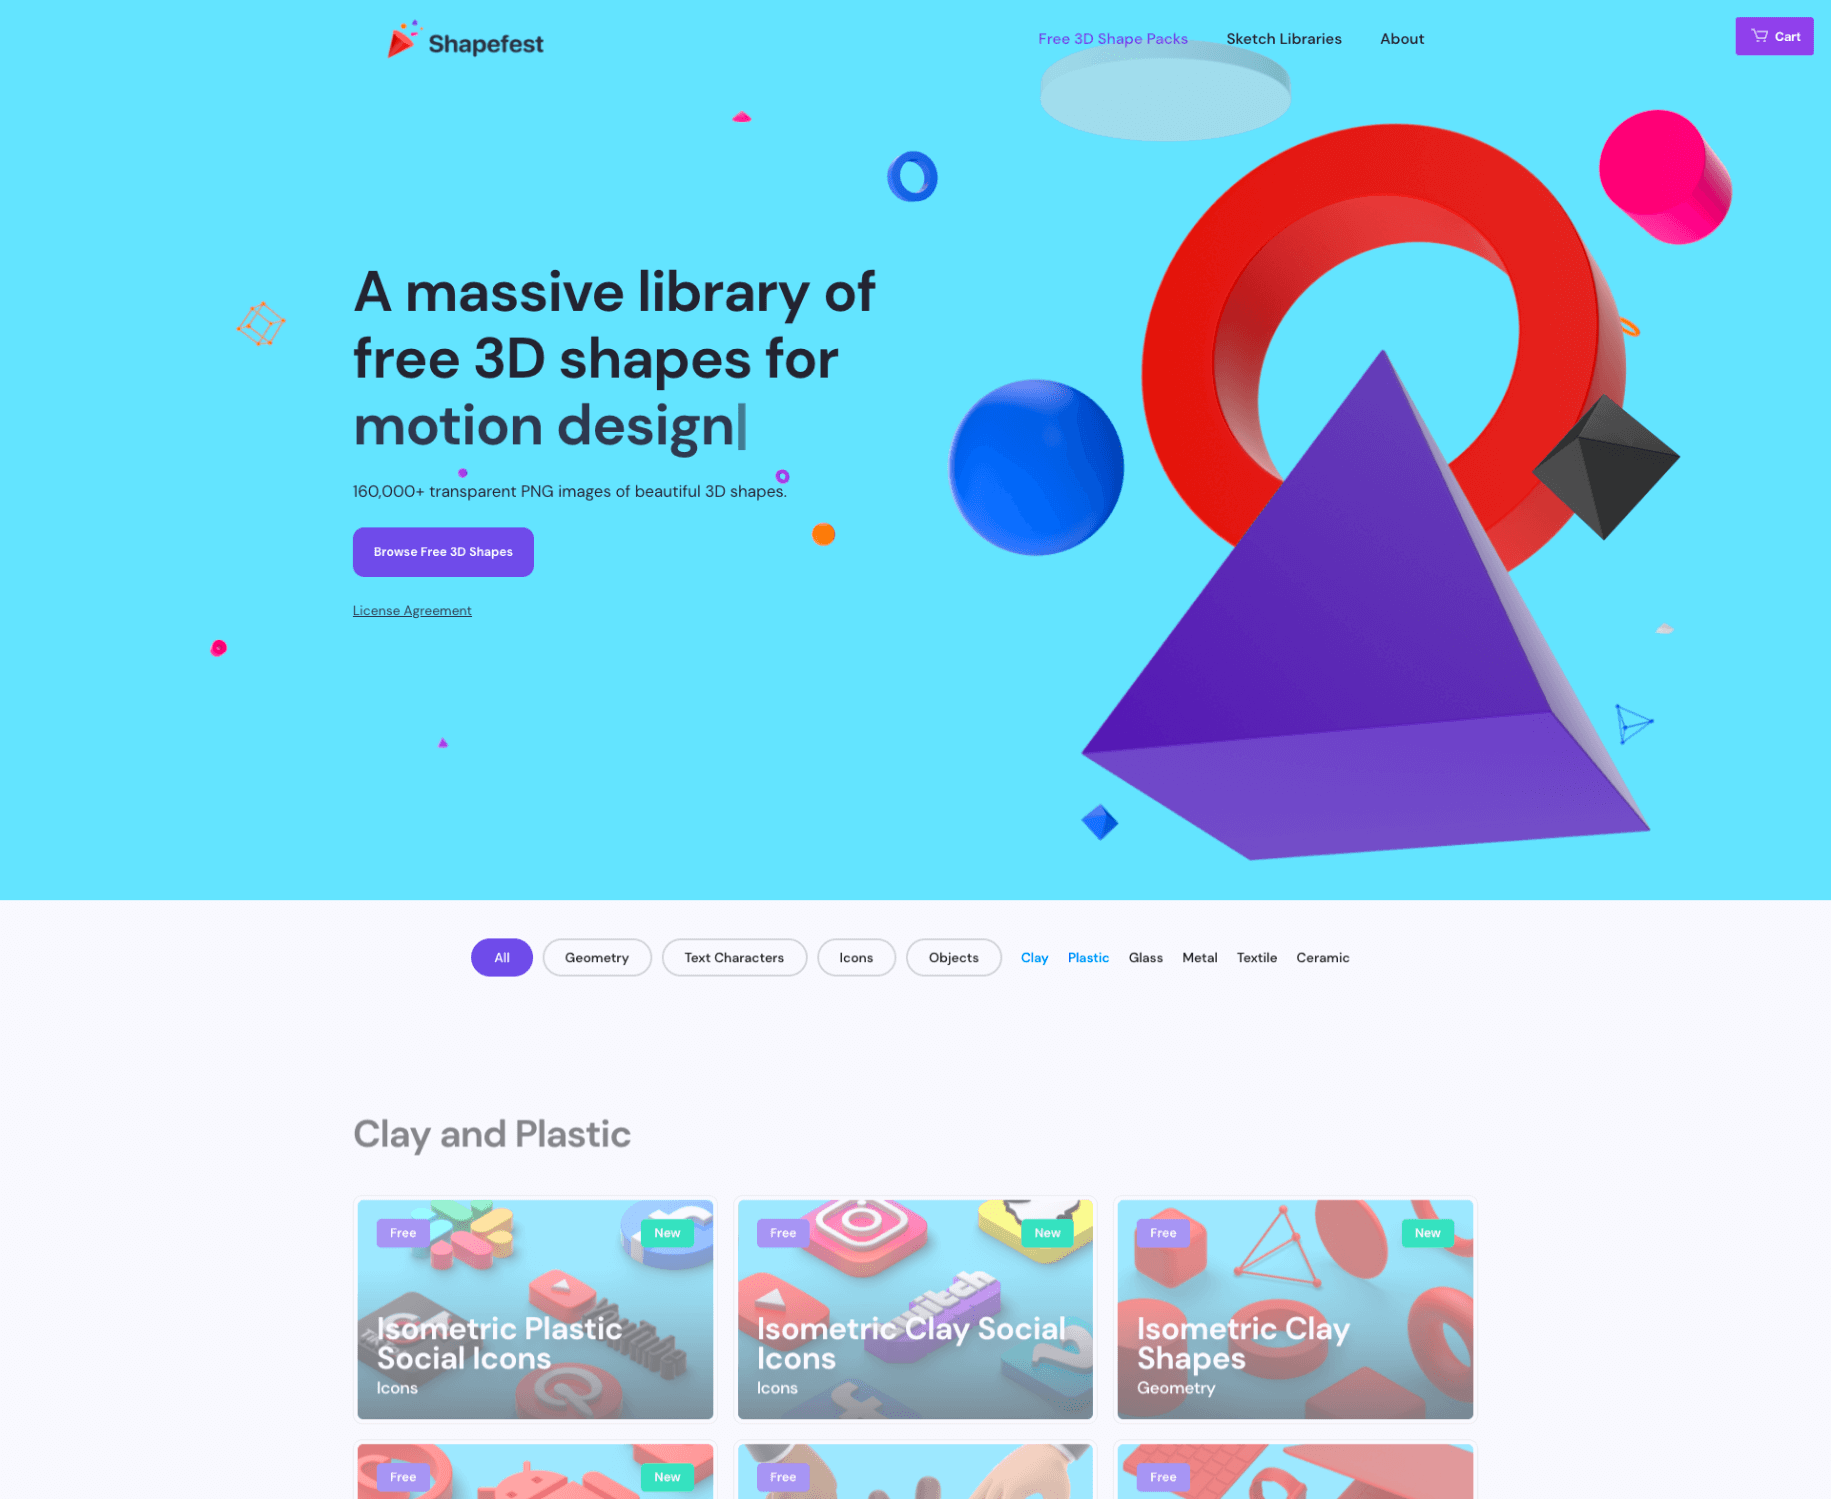 Shapefest
Free 3D Shape Packs
Sketch Libraries
About
Cart
A massive library of
free 3D shapes for
motion design|
160,000+ transparent PNG images of beautiful 3D shapes.
Browse Free 3D Shapes
License Agreement
All
Geometry
Text Characters
Icons
Objects
Clay
Plastic
Glass
Metal
Textile
Ceramic
Clay and Plastic
Free
New
Isometric Plastic
Social Icons
Icons
Free
New
twitch
Isometric Clay Social
Icons
Icons
Free
New
Isometric Clay
Shapes
Geometry
Free
New
Free
Free